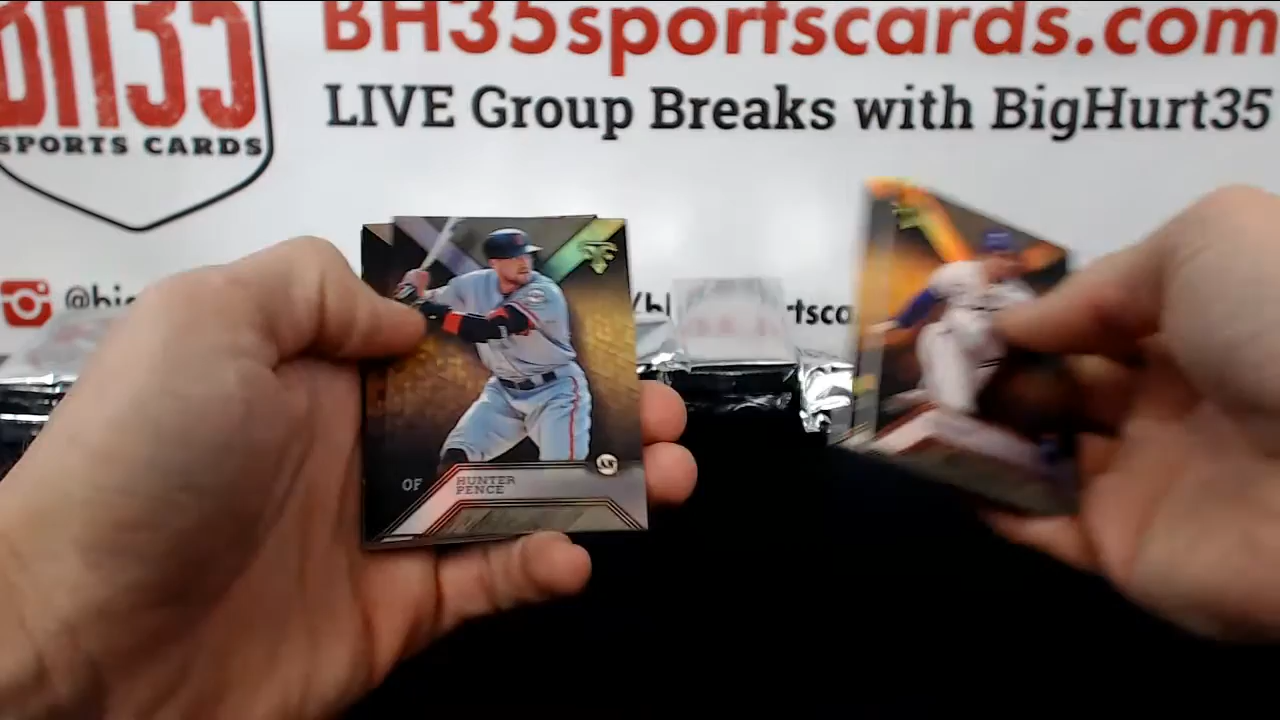 BH35sportscards.com
LIVE Group Breaks with BigHurt35
BH35
SPORTS CARDS
OF
HUNTER
PENCE